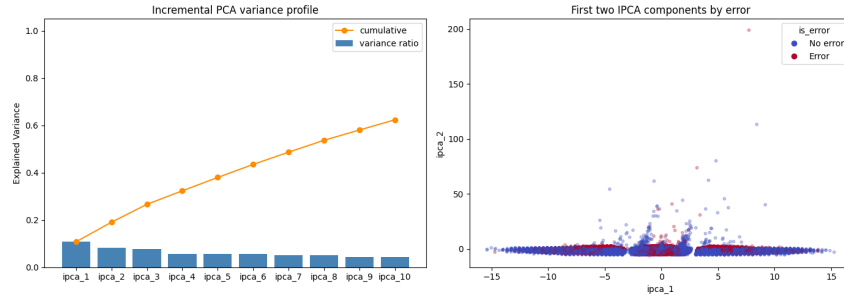 Incremental PCA variance profile
cumulative
variance ratio
Explained Variance
1.0
0.8
0.6
0.4
0.2
0.0
ipca_1 ipca_2 ipca_3 ipca_4 ipca_5 ipca_6 ipca_7 ipca_8 ipca_9 ipca_10
First two IPCA components by error
is_error
No error
Error
ipca_2
200
150
100
50
0
−15 −10 −5 0 5 10 15
ipca_1